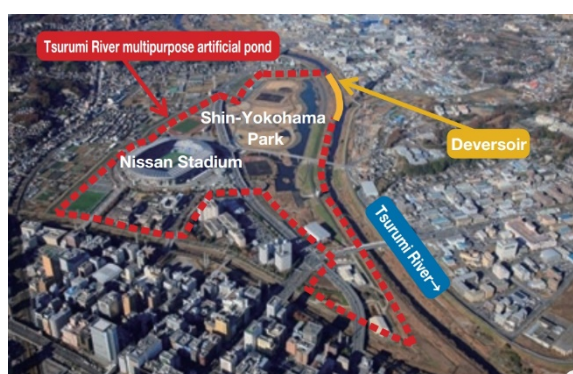 Tsurumi River multipurpose artificial pond
Shin-Yokohama
Park
Nissan Stadium
Deversoir
Tsurumi River→